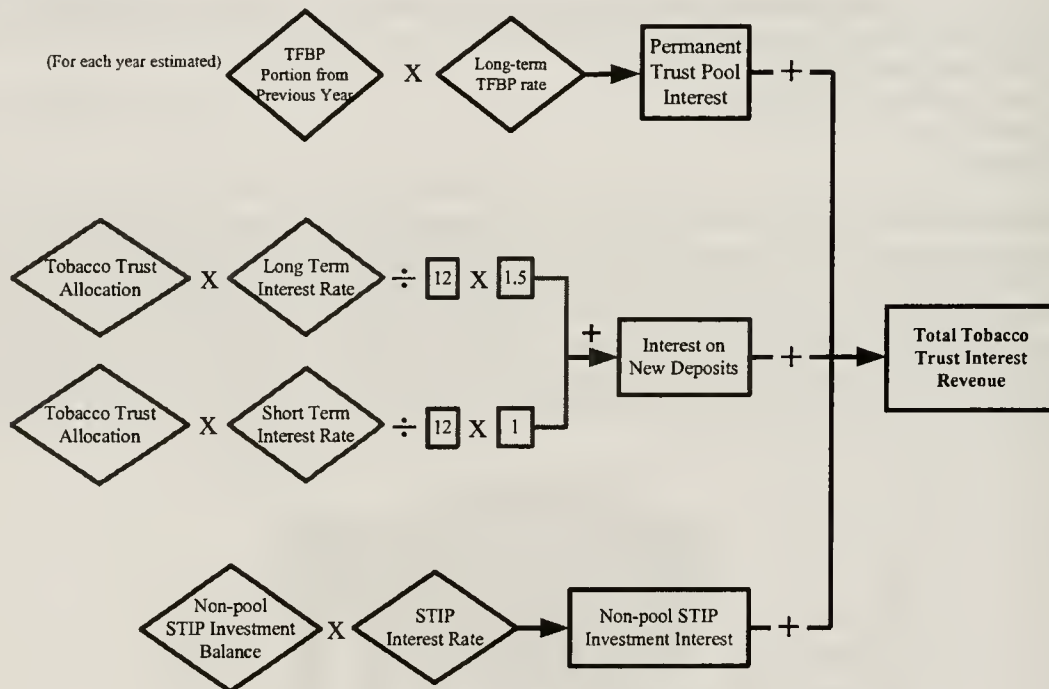 (For each year estimated)
TFBP
Portion from
Previous Year
X
Long-term
TFBP rate
Permanent
Trust Pool
Interest
+
Tobacco Trust
Allocation
X
Long Term
Interest Rate
÷
12
X
1.5
+
Interest on
New Deposits
+
Total Tobacco
Trust Interest
Revenue
Tobacco Trust
Allocation
X
Short Term
Interest Rate
÷
12
X
1
Non-pool
STIP Investment
Balance
X
STIP
Interest Rate
Non-pool STIP
Investment Interest
+